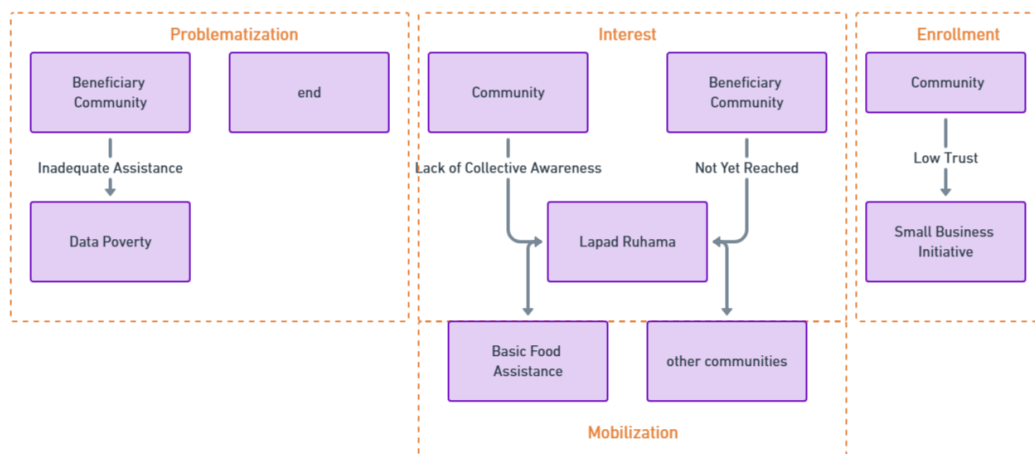 Problematization
Interest
Enrollment
Beneficiary
Community
end
Community
Beneficiary
Community
Community
Inadequate Assistance
Lack of Collective Awareness
Not Yet Reached
Low Trust
Data Poverty
Lapad Ruhama
Small Business
Initiative
Basic Food
Assistance
other communities
Mobilization